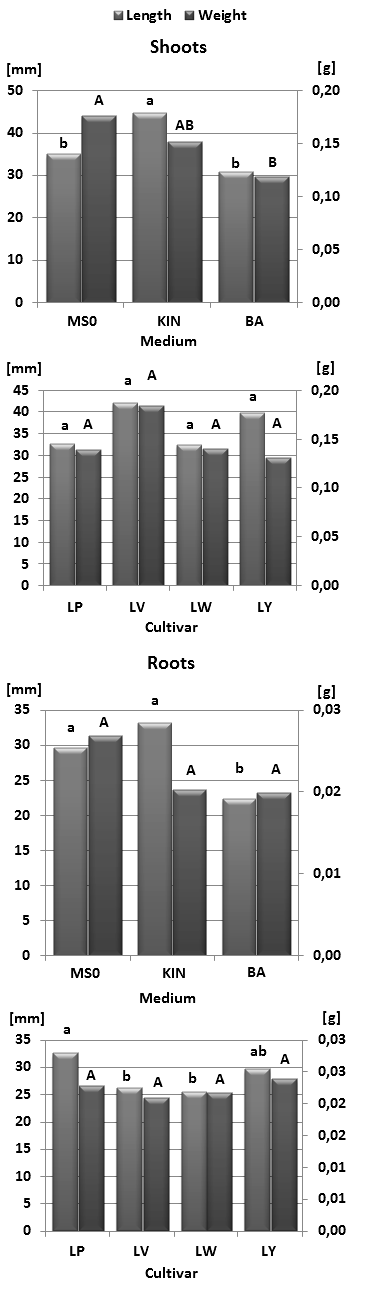 Length Weight
Shoots
[mm] [g]
50 0,20
A a
40 AB
b 0,15
30 b B
0,10
20
0,05
10
0 0,00
MS0 KIN BA
Medium
[mm] [g]
45 0,20
a A
40 a
35 a A a A A 0,15
30
25 0,10
20
15
0,05
10
5
0 0,00
LP LV LW LY
Cultivar
Roots
[mm] [g]
35 a 0,03
a A
30
25 A b A
0,02
20
15
0,01
10
5
0 0,00
MS0 KIN BA
Medium
[mm] [g]
a
35 0,03
ab
30 A b A b A A 0,03
25
0,02
20
0,02
15
10 0,01
5 0,01
0 0,00
LP LV LW LY
Cultivar